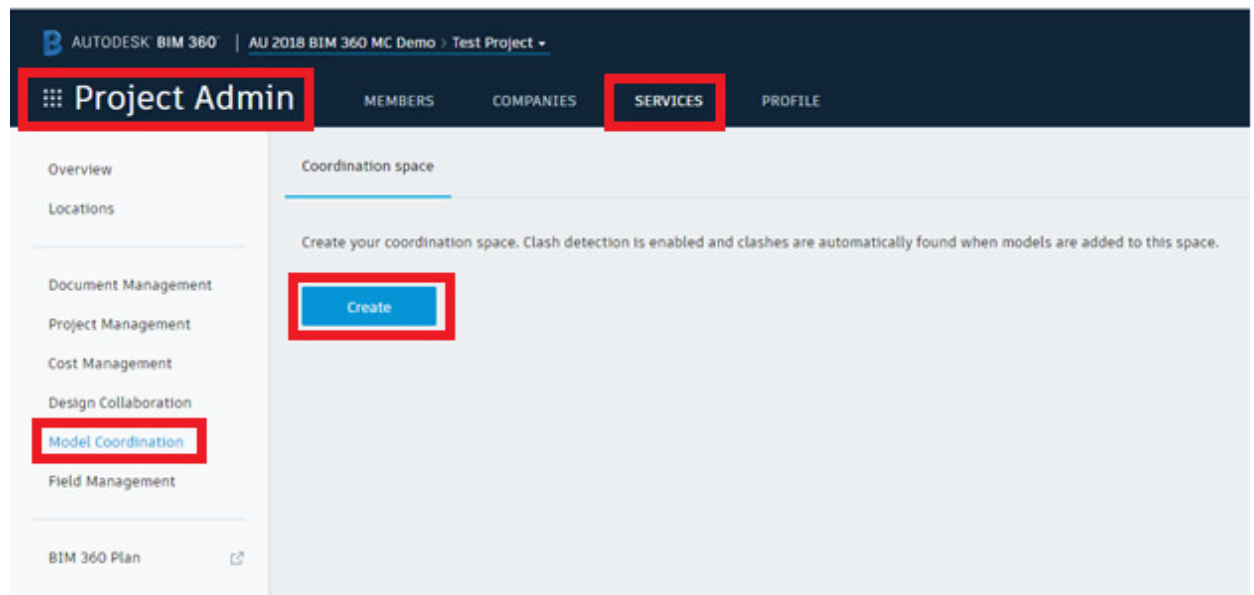 AUTODESK® BIM 360® | AU 2018 BIM 360 MC Demo > Test Project
Project Admin MEMBERS COMPANIES SERVICES PROFILE
Overview
Locations
Document Management
Project Management
Cost Management
Design Collaboration
Model Coordination
Field Management
BIM 360 Plan
Coordination space
Create your coordination space. Clash detection is enabled and clashes are automatically found when models are added to this space.
Create